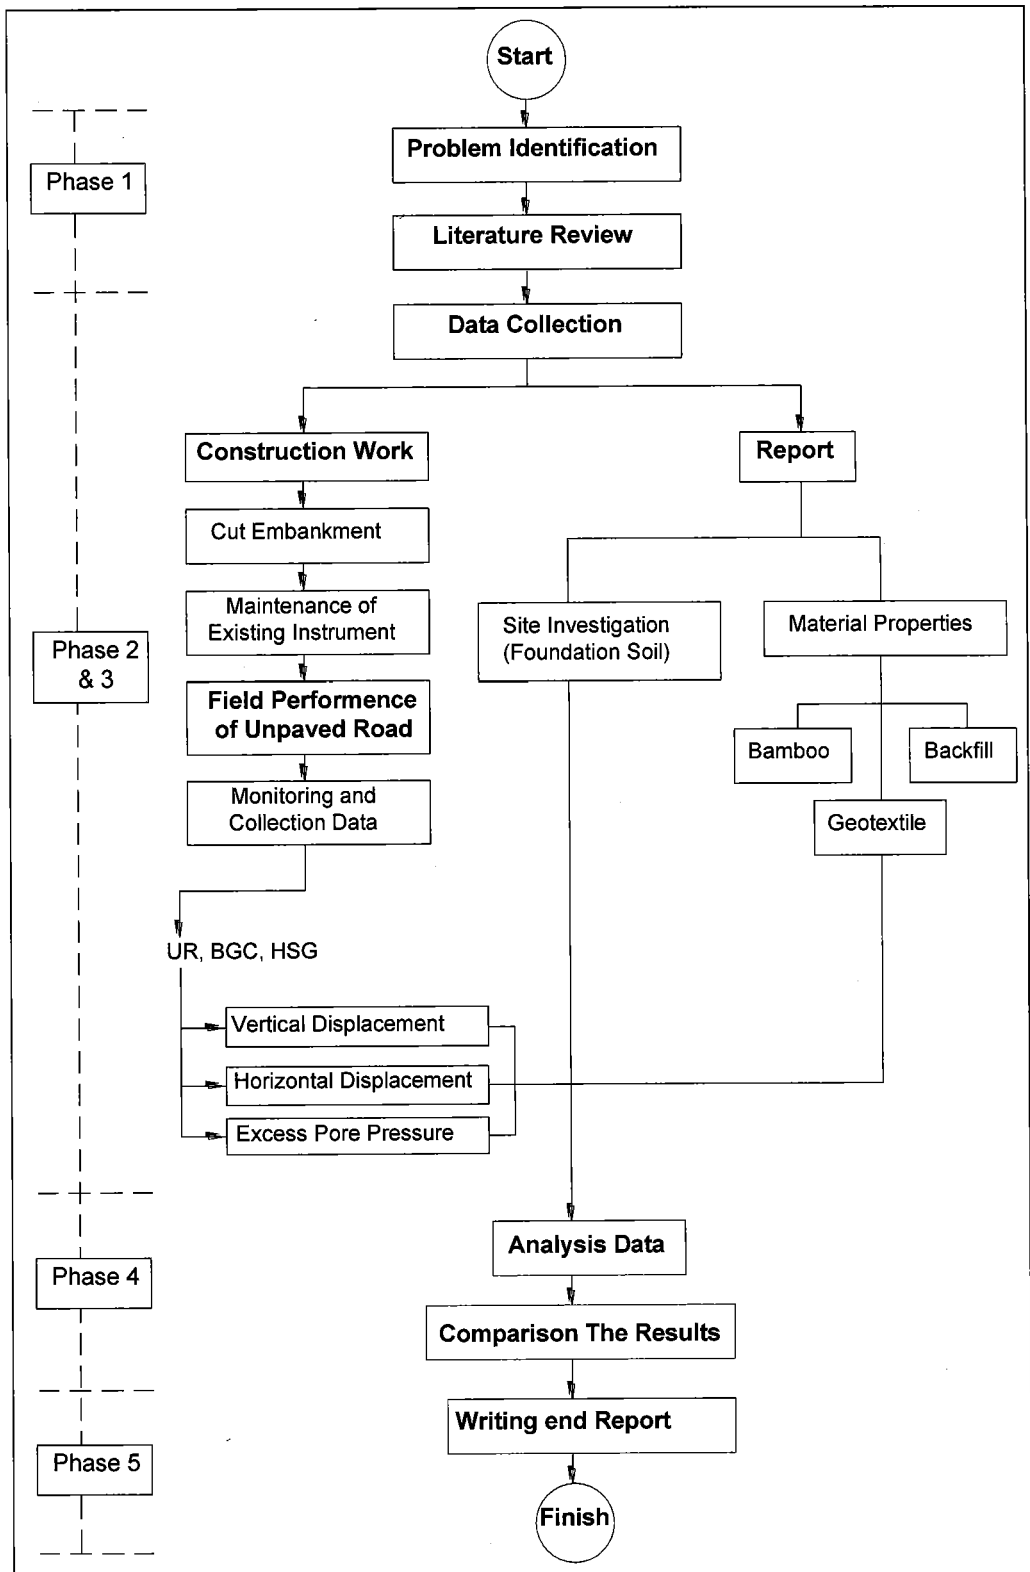 Start
Problem Identification
Phase 1
Literature Review
Data Collection
Construction Work
Report
Cut Embankment
Maintenance of
Existing Instrument
Site Investigation
(Foundation Soil)
Material Properties
Phase 2
& 3
Field Performence
of Unpaved Road
Bamboo
Backfill
Monitoring and
Collection Data
Geotextile
UR, BGC, HSG
Vertical Displacement
Horizontal Displacement
Excess Pore Pressure
Analysis Data
Phase 4
Comparison The Results
Writing end Report
Phase 5
Finish